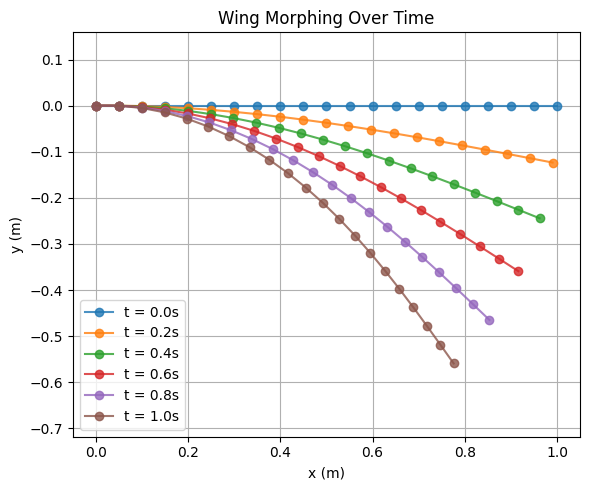 Wing Morphing Over Time
y (m)
0.1
0.0
−0.1
−0.2
−0.3
−0.4
−0.5
−0.6
−0.7
t = 0.0s
t = 0.2s
t = 0.4s
t = 0.6s
t = 0.8s
t = 1.0s
0.0 0.2 0.4 0.6 0.8 1.0
x (m)